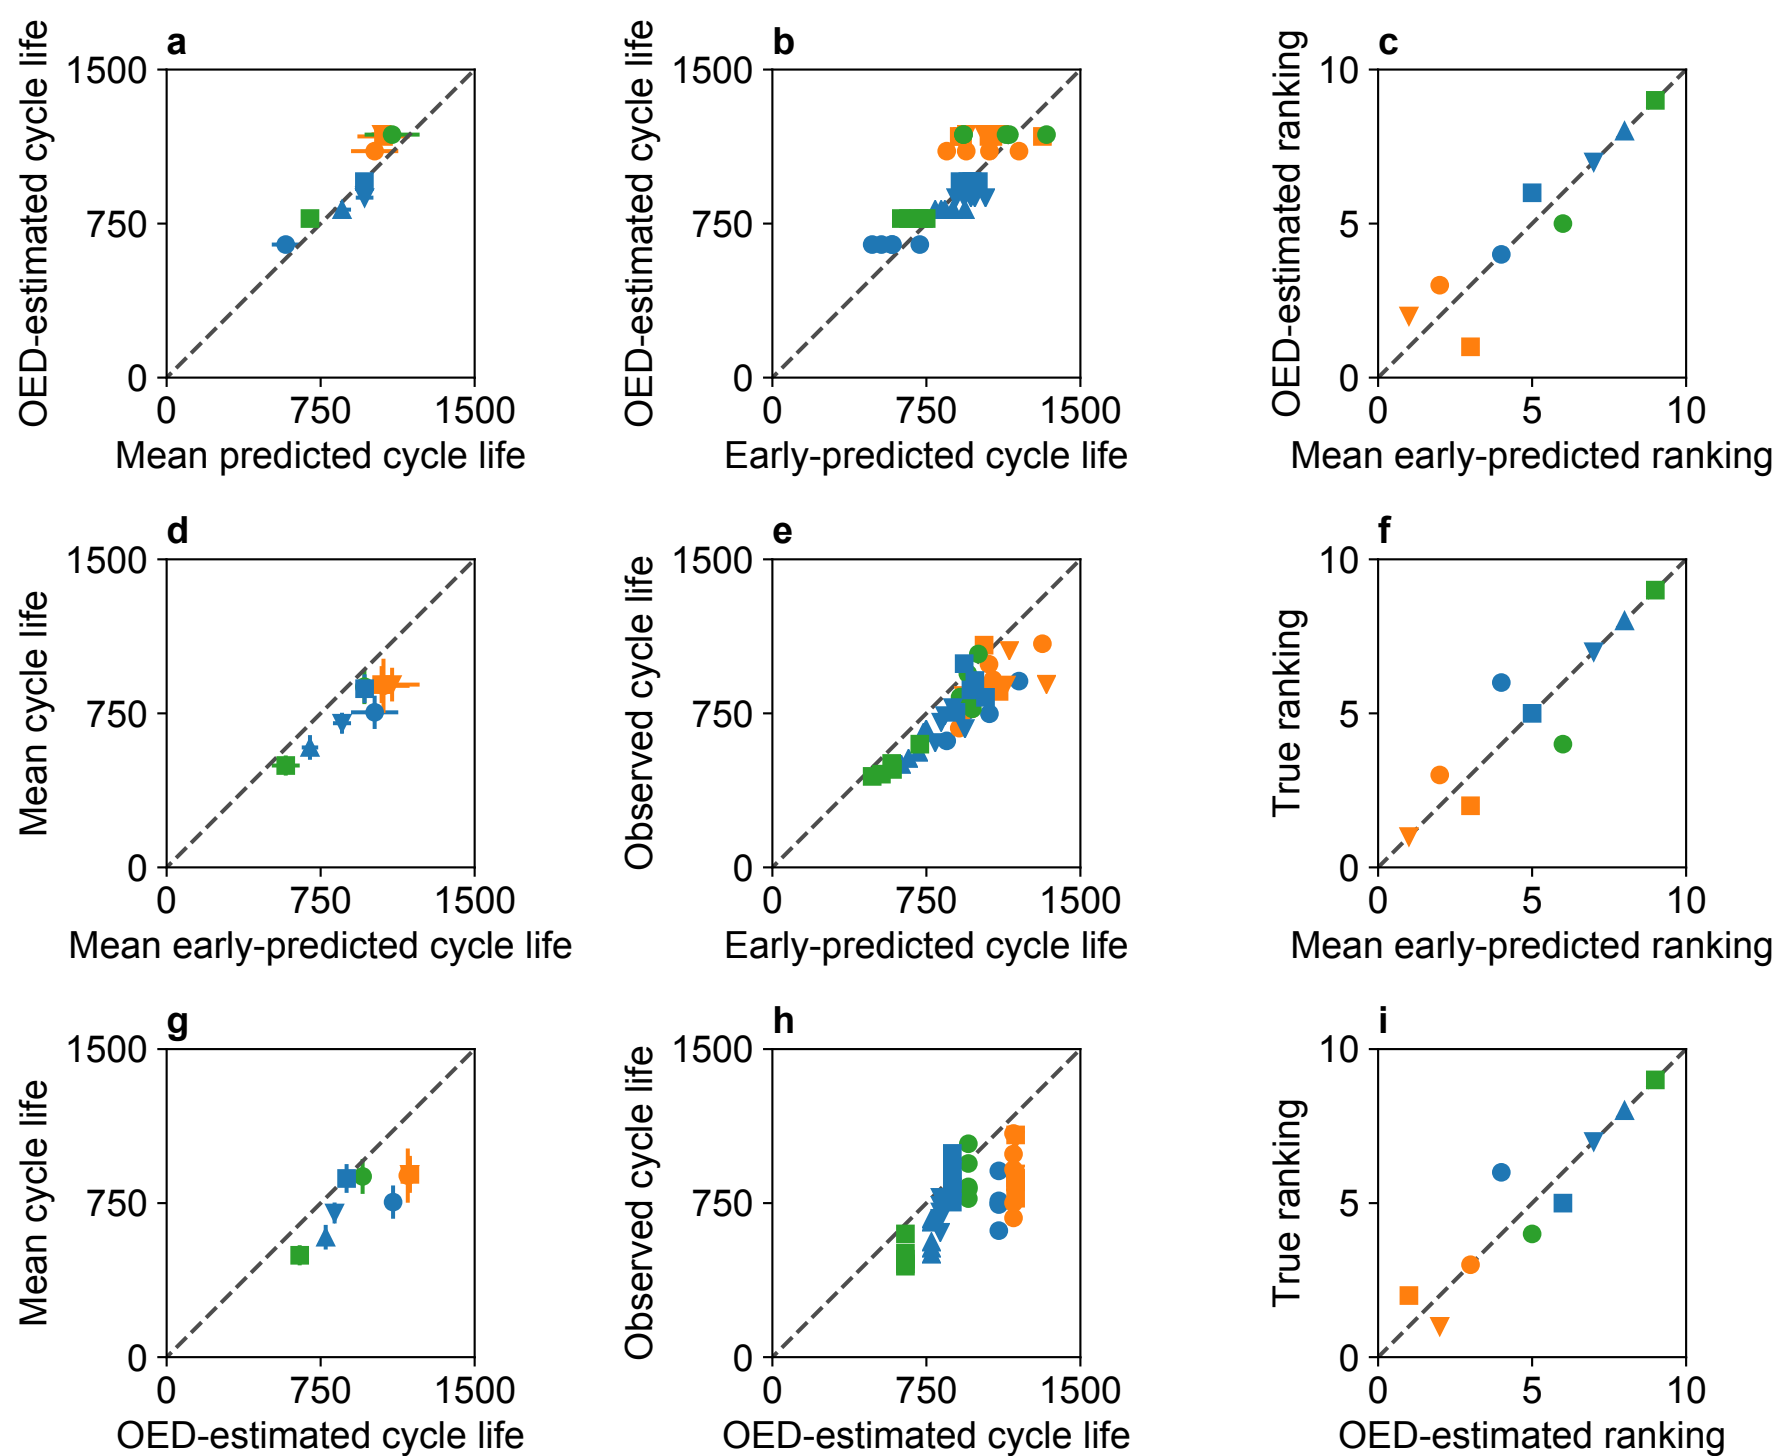 a
OED-estimated cycle life
1500
750
0
0 750 1500
Mean predicted cycle life
b
OED-estimated cycle life
1500
750
0
0 750 1500
Early-predicted cycle life
c
OED-estimated ranking
10
5
0
0 5 10
Mean early-predicted ranking
d
Mean cycle life
1500
750
0
0 750 1500
Mean early-predicted cycle life
e
Observed cycle life
1500
750
0
0 750 1500
Early-predicted cycle life
f
True ranking
10
5
0
0 5 10
Mean early-predicted ranking
g
Mean cycle life
1500
750
0
0 750 1500
OED-estimated cycle life
h
Observed cycle life
1500
750
0
0 750 1500
OED-estimated cycle life
i
True ranking
10
5
0
0 5 10
OED-estimated ranking